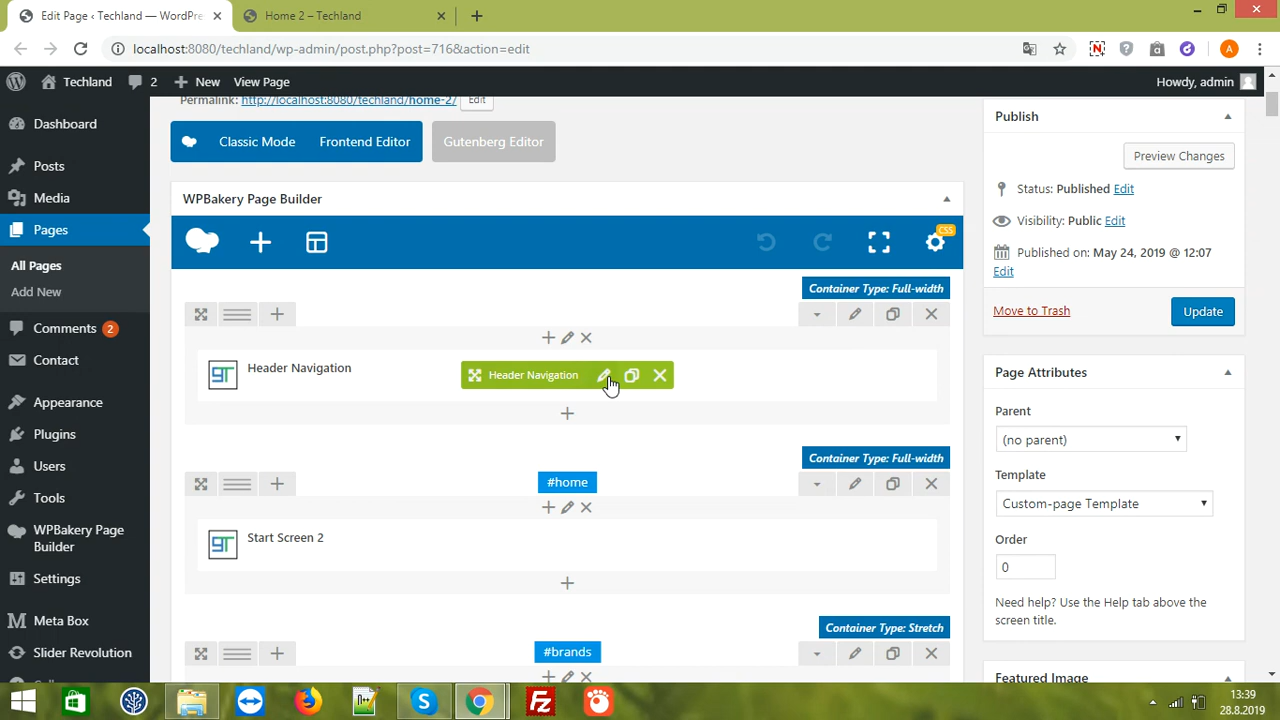 Edit Page ‹ Techland — WordPre
Home 2 – Techland
localhost:8080/techland/wp-admin/post.php?post=716&action=edit
A
Techland
2
New
View Page
Howdy, admin
Dashboard
Posts
Media
Pages
All Pages
Add New
Comments 2
Contact
Appearance
Plugins
Users
Tools
WPBakery Page
Builder
Settings
Meta Box
Slider Revolution
Permalink: http://localhost:8080/techland/home-2/ Edit
Classic Mode
Frontend Editor
Gutenberg Editor
WPBakery Page Builder
CSS
Container Type: Full-width
Header Navigation
Header Navigation
Container Type: Full-width
#home
Start Screen 2
Container Type: Stretch
#brands
Publish
Preview Changes
Status: Published Edit
Visibility: Public Edit
Published on: May 24, 2019 @ 12:07
Edit
Move to Trash
Update
Page Attributes
Parent
(no parent)
Template
Custom-page Template
Order
0
Need help? Use the Help tab above the
screen title.
Featured Image
13:39
28.8.2019